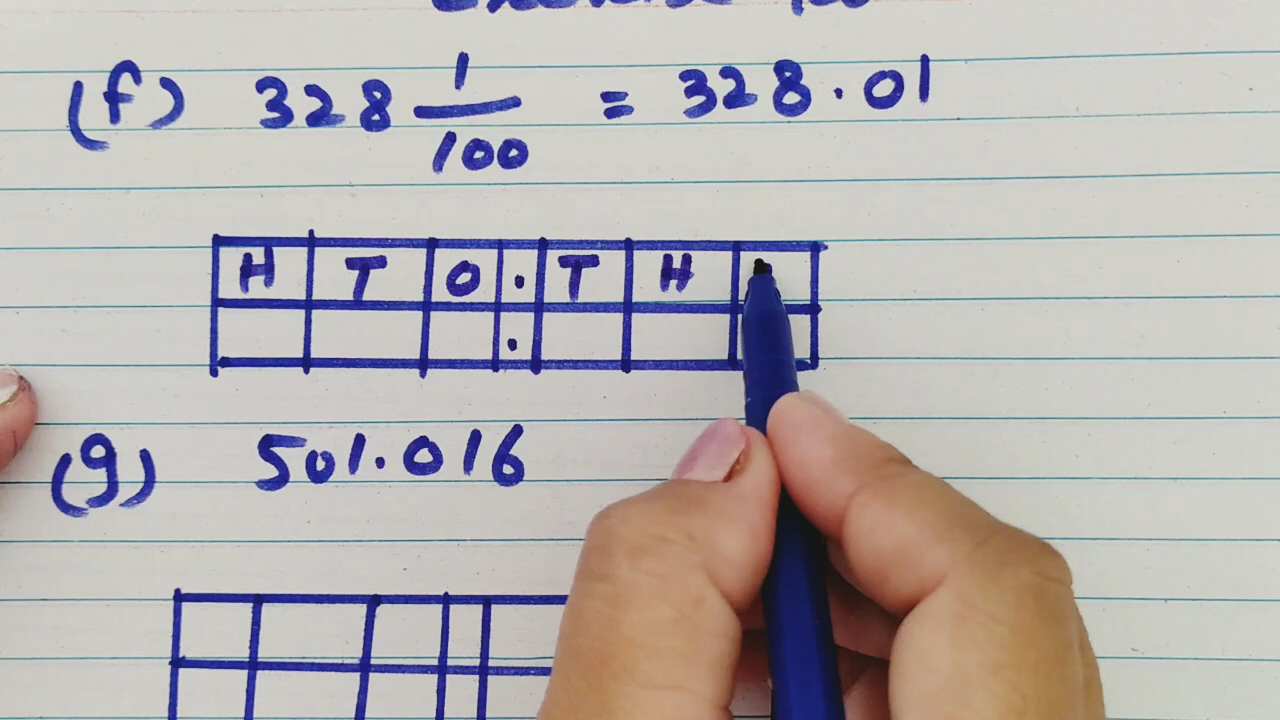 (f) 328 1/100 = 328.01
H T O . T H
.
(g) 501.016